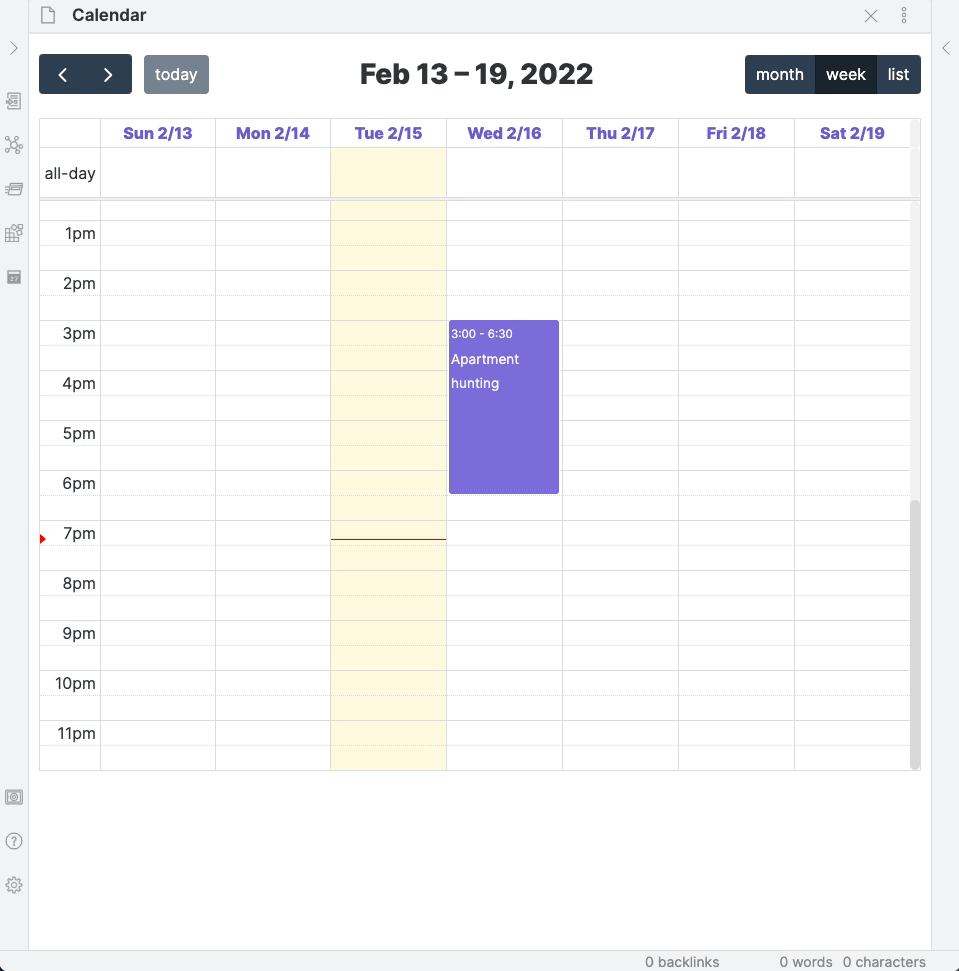 Calendar
today
Feb 13 – 19, 2022
month week list
Sun 2/13 Mon 2/14 Tue 2/15 Wed 2/16 Thu 2/17 Fri 2/18 Sat 2/19
all-day
1pm
2pm
3pm
3:00 - 6:30
Apartment
hunting
4pm
5pm
6pm
7pm
8pm
9pm
10pm
11pm
0 backlinks 0 words 0 characters